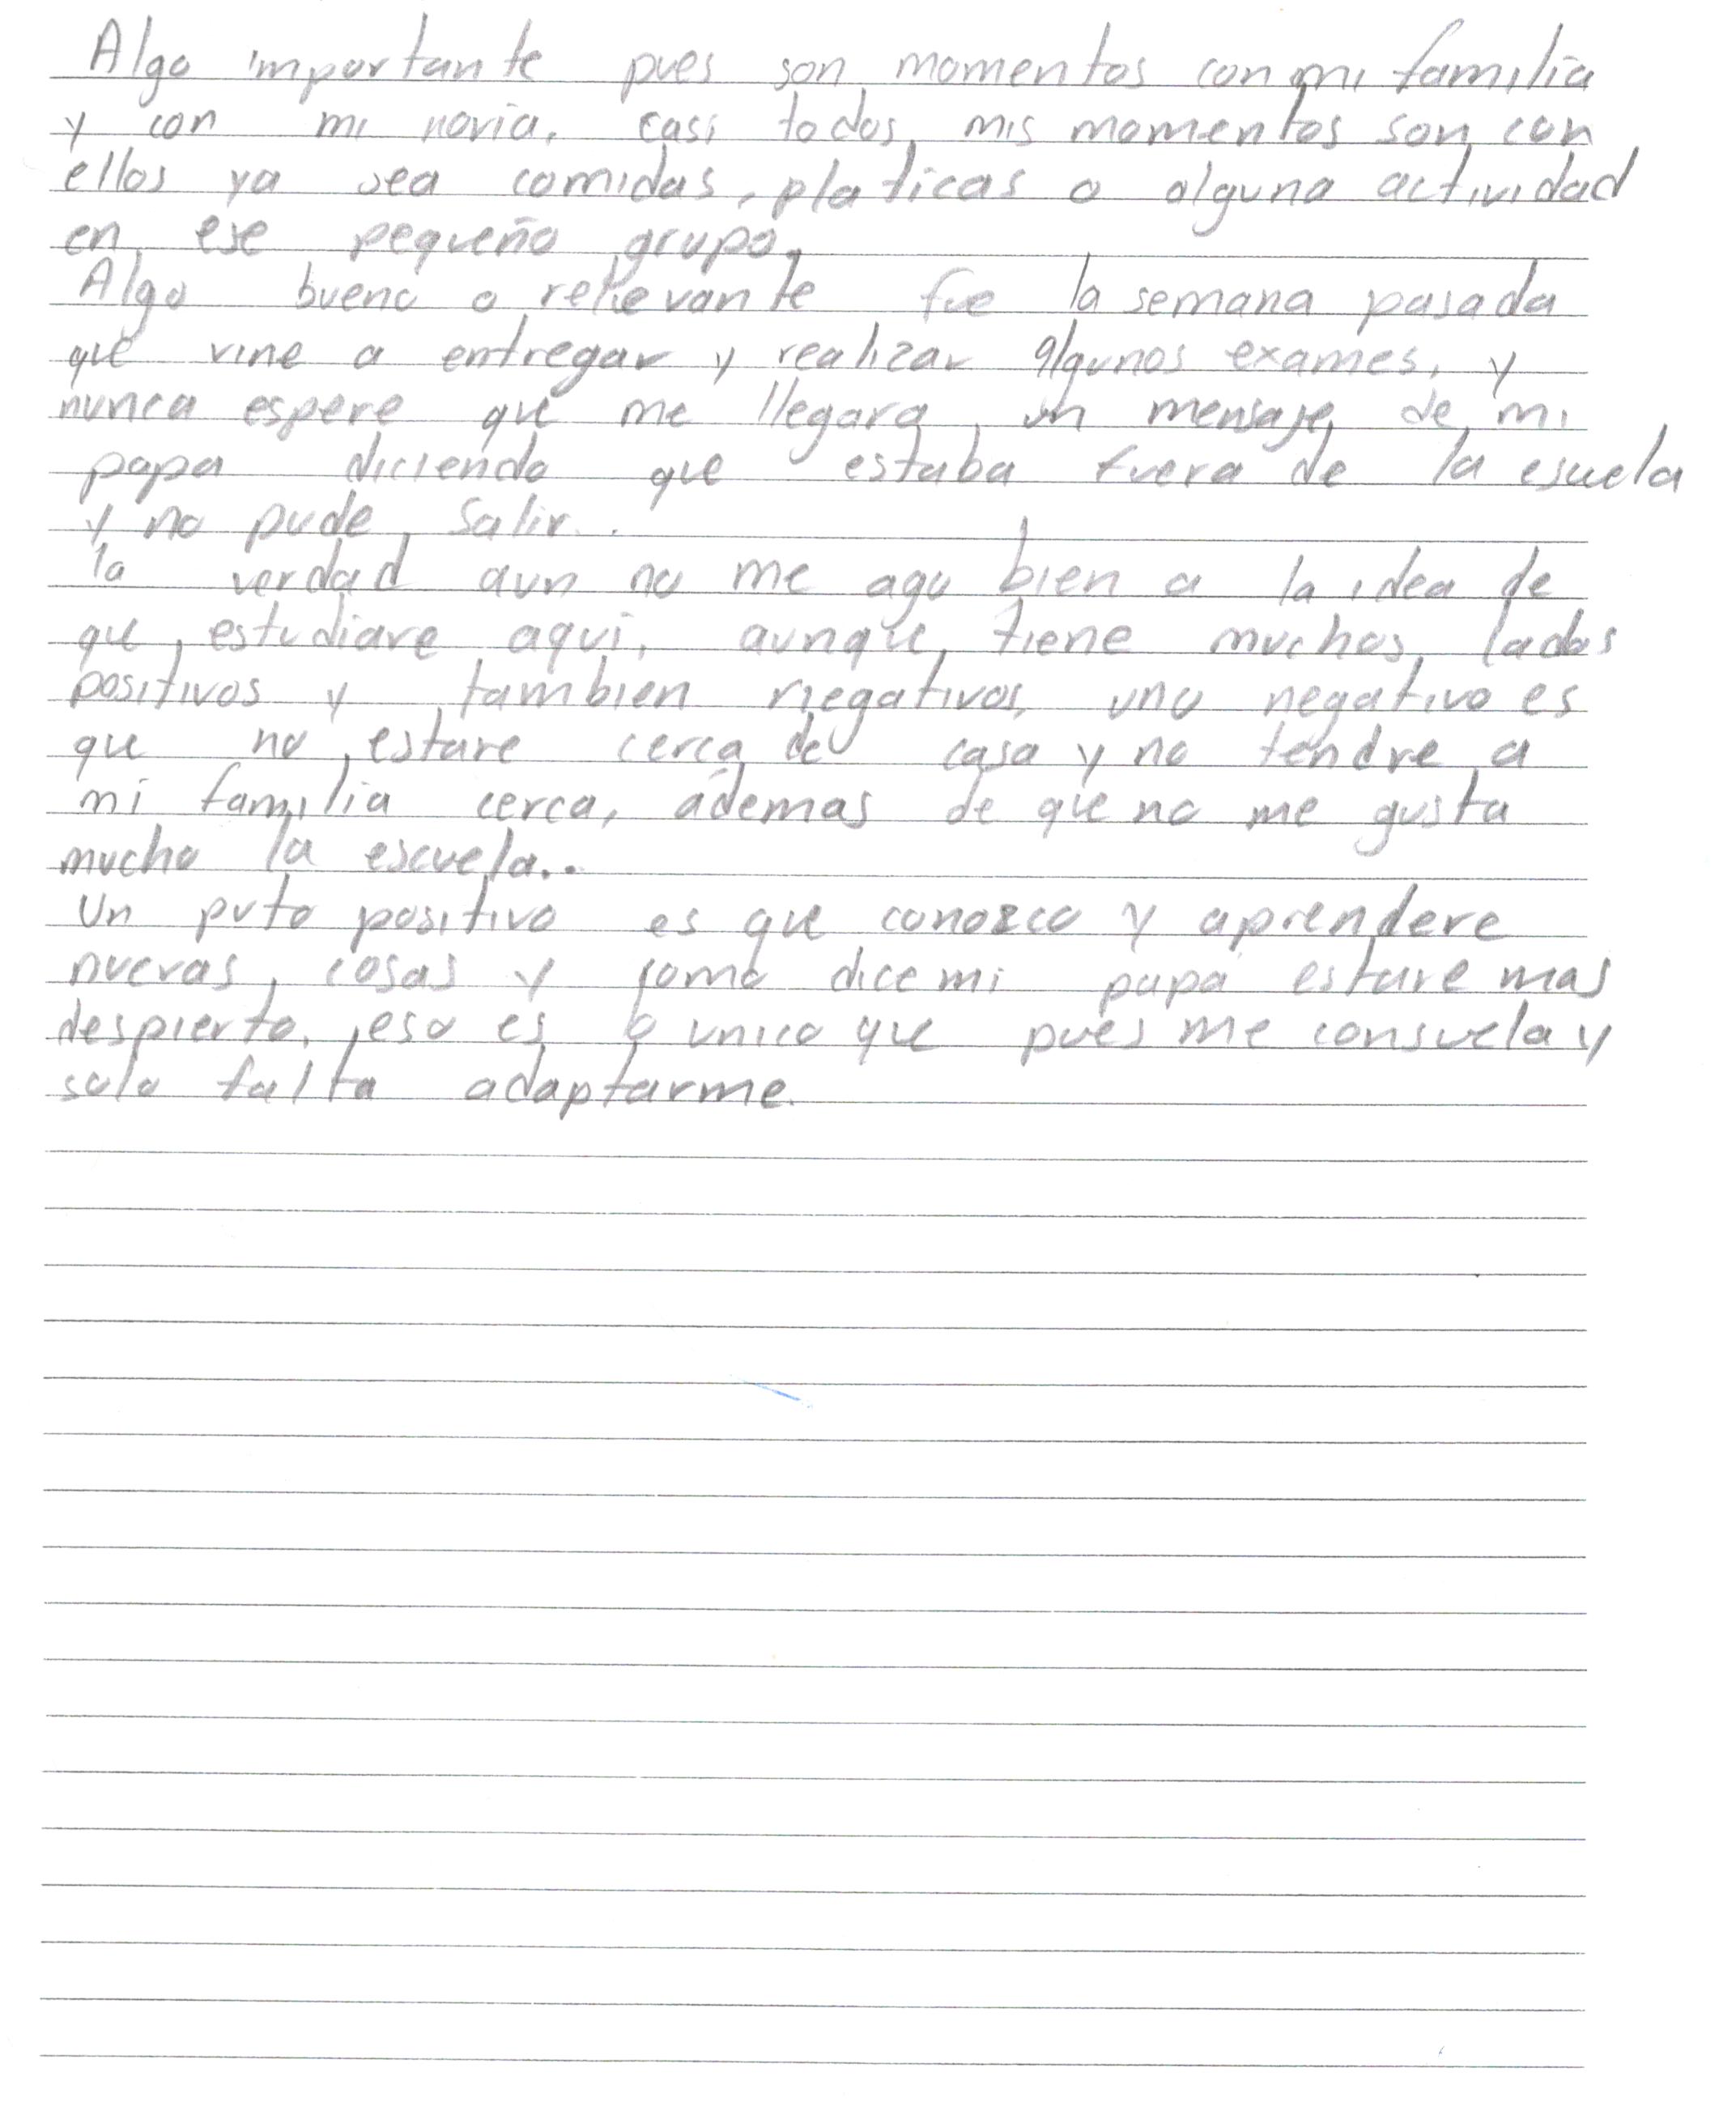 Algo importante pues son momentos con mi familia
y con mi novia. casi todos mis momentos son con
ellos ya sea comidas, platicas o alguna actividad
en ese pequeño grupo.
Algo bueno o relevante fue la semana pasada
que vine a entregar y realizar algunos exames, y
nunca espere que me llegara un mensaje de mi
papa diciendo que estaba fuera de la esuela
y no pude salir..
la verdad aun no me ago bien a la idea de
que estudiare aqui, aunque tiene muchos lados
positivos y tambien negativos, uno negativo es
que no estare cerca de casa y no tendre a
mi familia cerca, ademas de que no me gusta
mucho la escuela..
Un puto positivo es que conozco y aprendere
nuevas cosas y como dice mi papá estare mas
despierto, eso es lo unico que pues me consuela y
solo falta adaptarme.